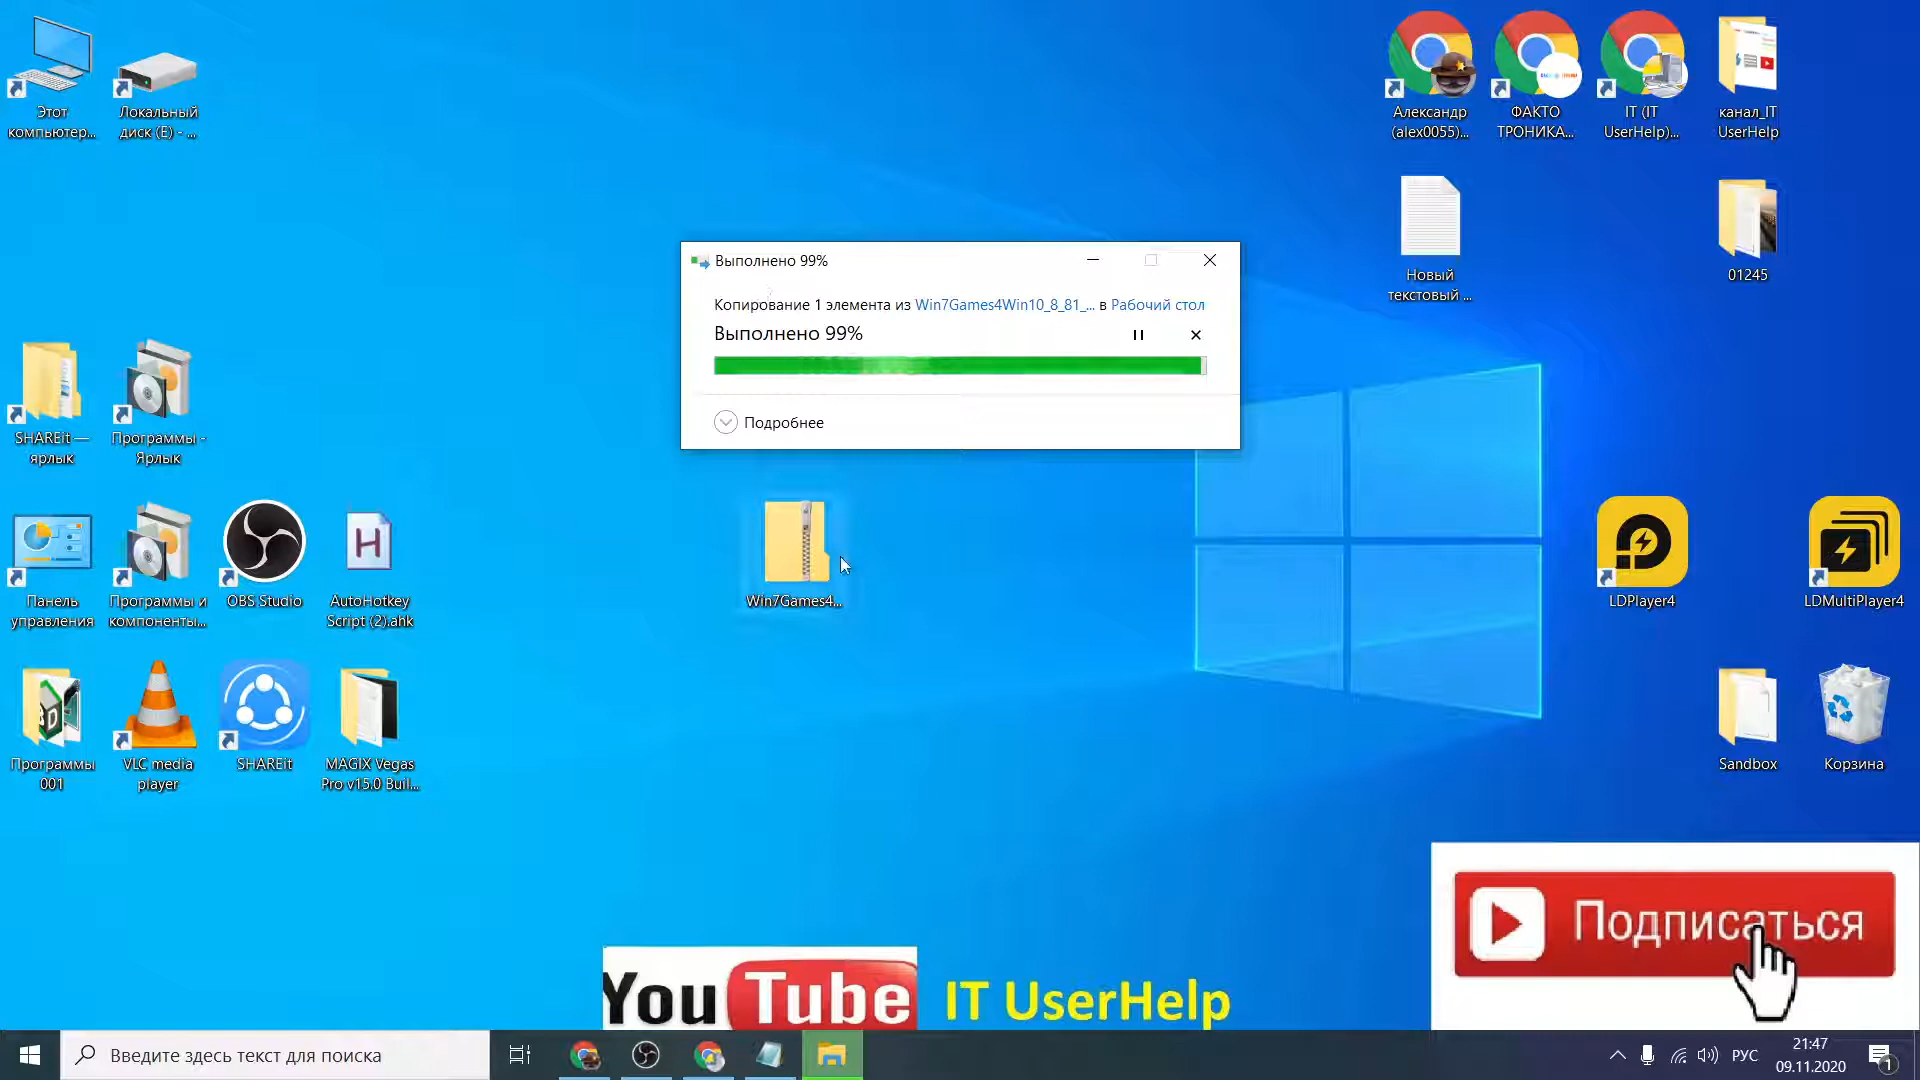 Этот
компьютер...
Локальный
диск (E) - ...
Александр
(alex0055)...
ФАКТО
ТРОНИКА...
IT (IT
UserHelp)...
канал_IT
UserHelp
Новый
текстовый ...
01245
Выполнено 99%
Копирование 1 элемента из Win7Games4Win10_8_81_... в Рабочий стол
Выполнено 99%
Подробнее
SHAREit —
ярлык
Программы -
Ярлык
Панель
управления
Программы и
компоненты...
OBS Studio
AutoHotkey
Script (2).ahk
Win7Games4...
LDPlayer4
LDMultiPlayer4
Программы
001
VLC media
player
SHAREit
MAGIX Vegas
Pro v15.0 Buil...
Sandbox
Корзина
Подписаться
YouTube
IT UserHelp
Введите здесь текст для поиска
РУС
21:47
09.11.2020
1